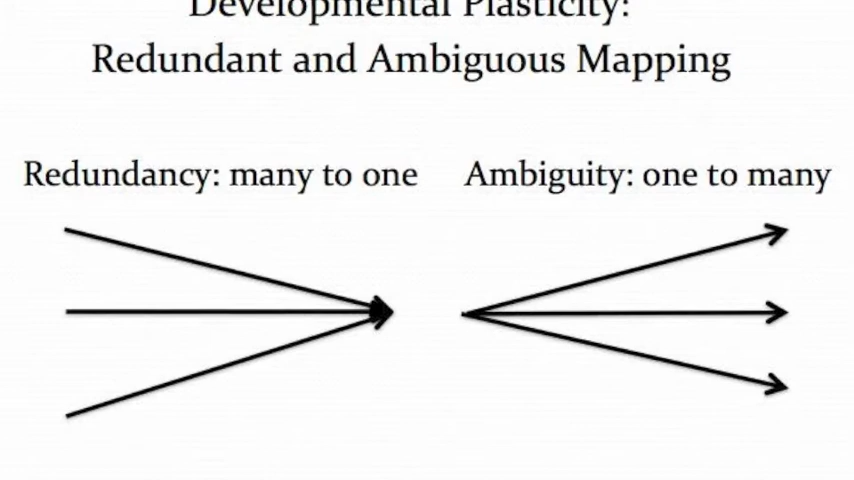 Developmental Plasticity:
Redundant and Ambiguous Mapping
Redundancy: many to one
Ambiguity: one to many